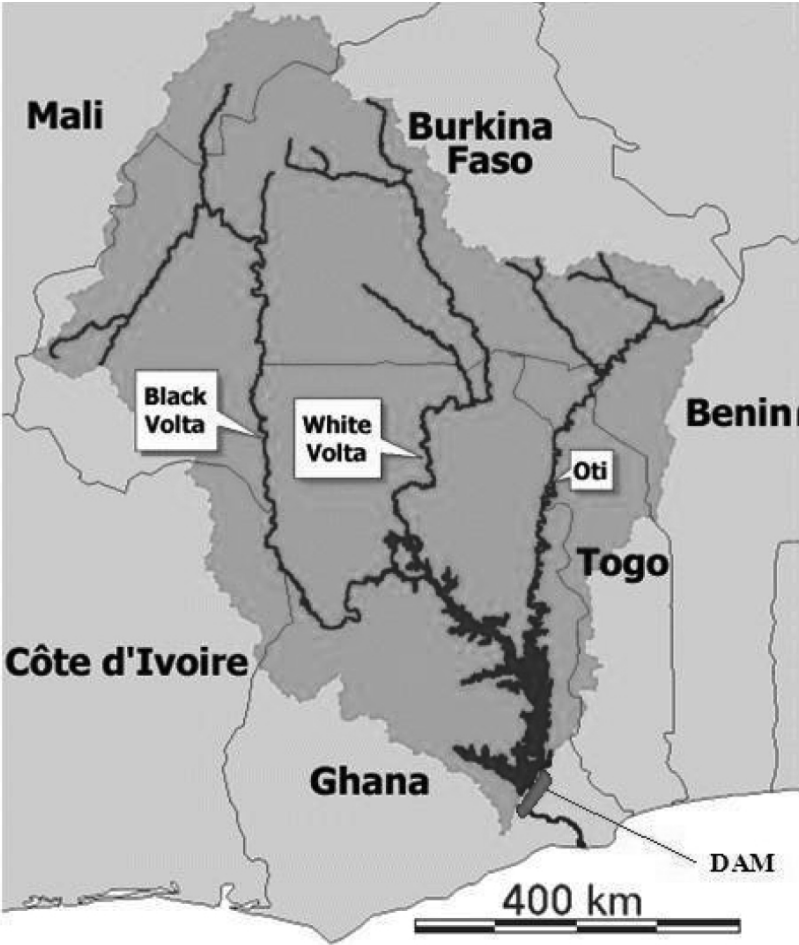 Mali
Burkina
Faso
Black
Volta
White
Volta
Benin
Oti
Togo
Côte d'Ivoire
Ghana
DAM
400 km